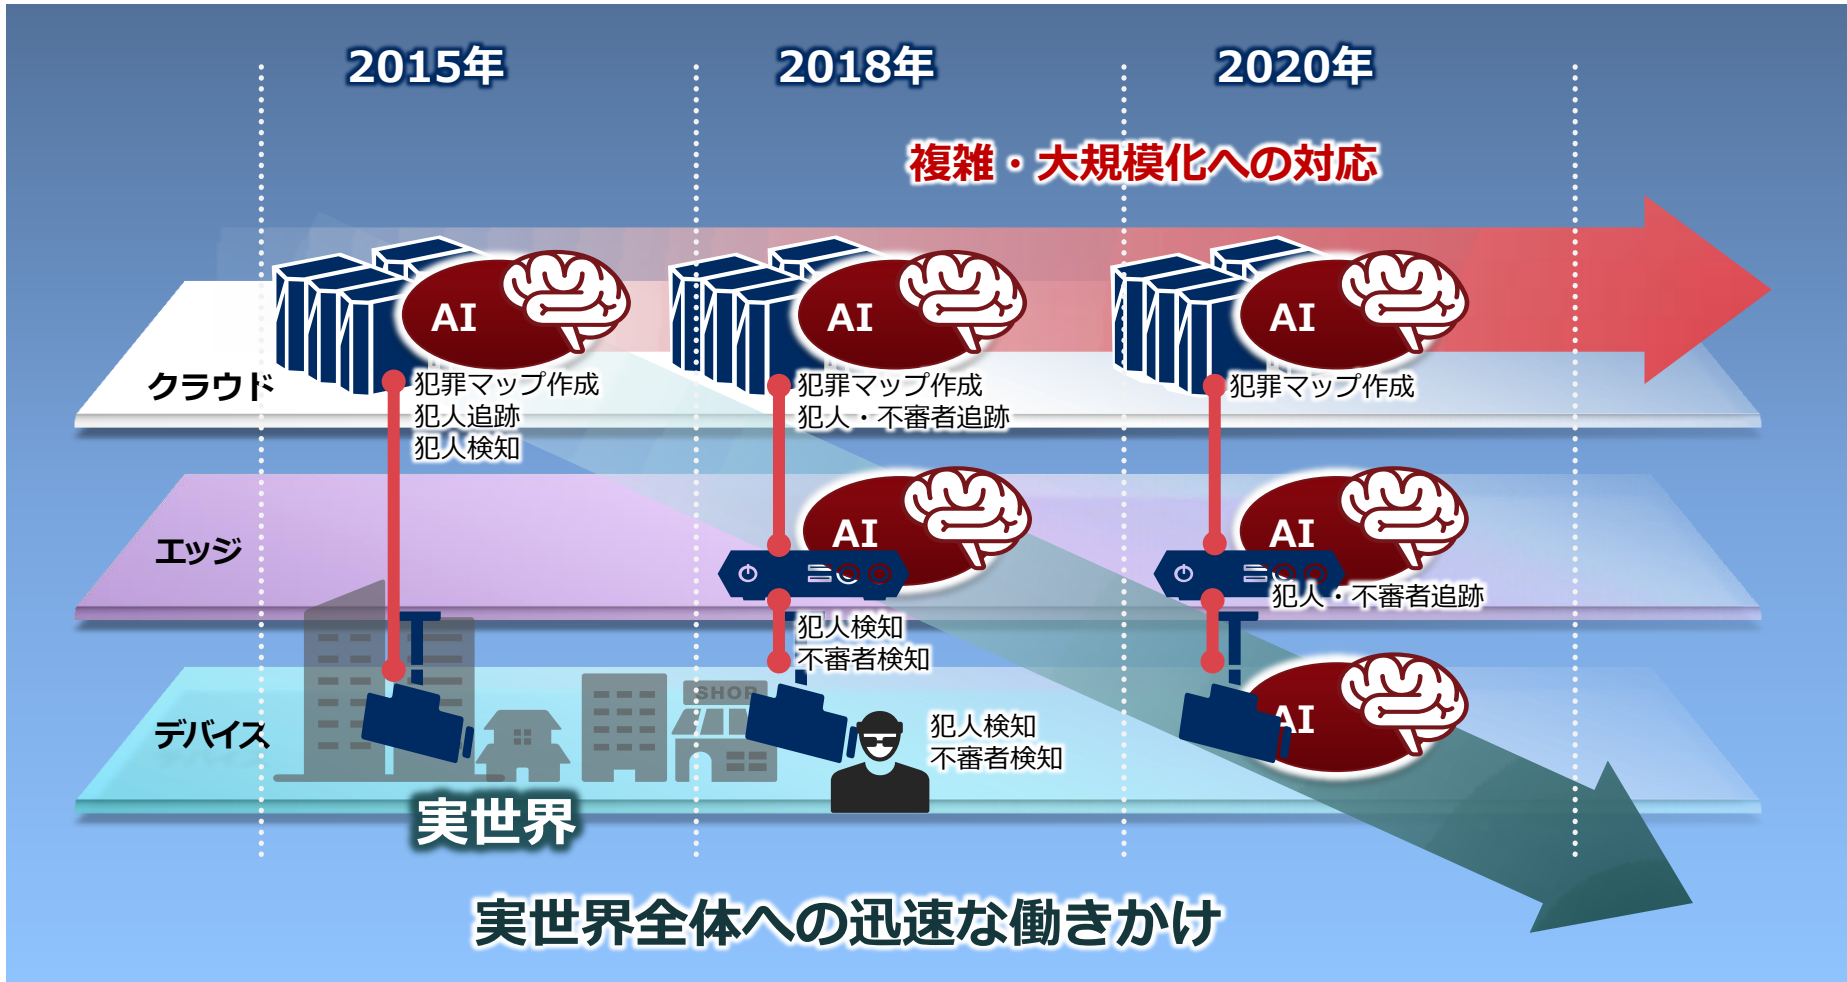 2015年
2018年
2020年
複雑・大規模化への対応
AI
AI
AI
クラウド
犯罪マップ作成
犯人追跡
犯人検知
犯罪マップ作成
犯人・不審者追跡
犯罪マップ作成
エッジ
AI
AI
犯人検知
不審者検知
犯人・不審者追跡
デバイス
SHOP
犯人検知
不審者検知
AI
実世界
実世界全体への迅速な働きかけ